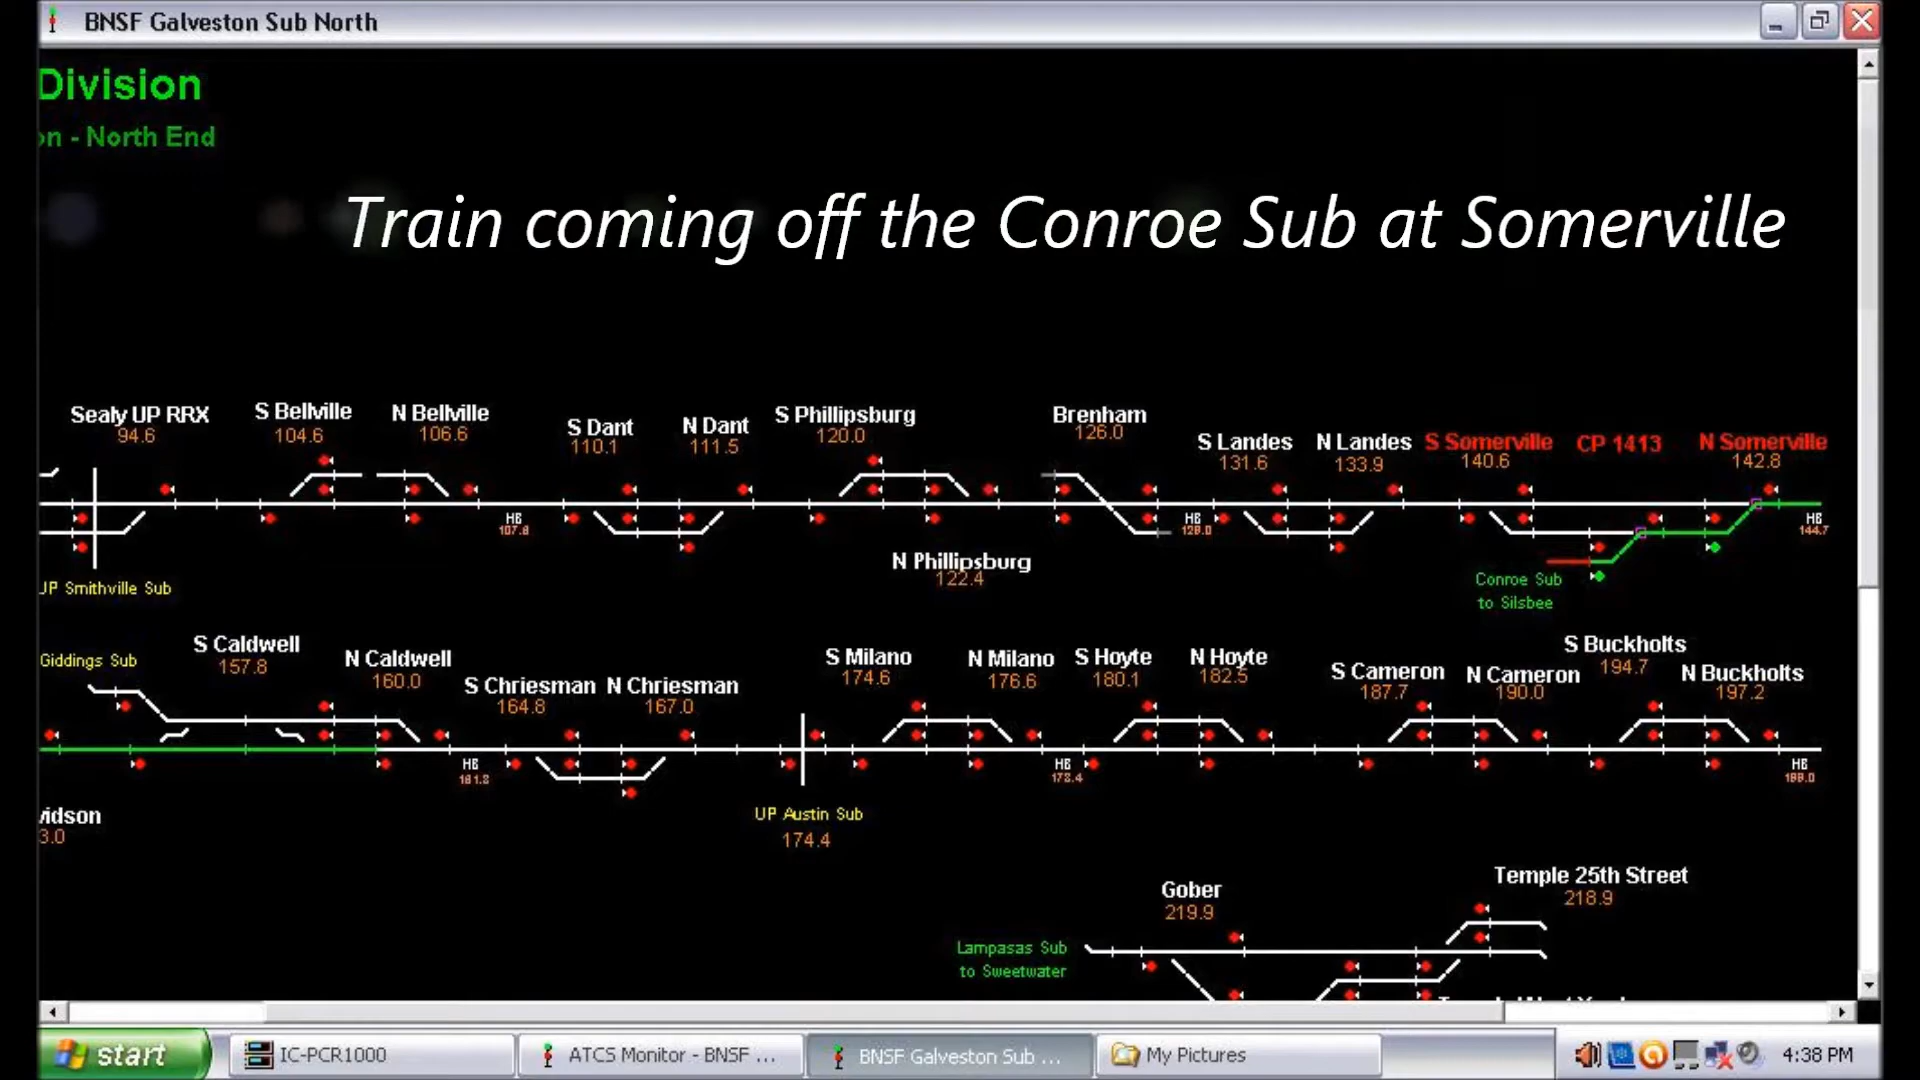 BNSF Galveston Sub North
Division
on - North End
Train coming off the Conroe Sub at Somerville
Sealy UP RRX
94.6
S Bellville
104.6
N Bellville
106.6
S Dant
110.1
N Dant
111.5
S Phillipsburg
120.0
Brenham
126.0
S Landes
131.6
N Landes
133.9
S Somerville
140.6
CP 1413
N Somerville
142.8
HB
107.8
HB
HB
144.7
N Phillipsburg
122.4
UP Smithville Sub
Conroe Sub
to Silsbee
Giddings Sub
S Caldwell
157.8
N Caldwell
160.0
S Chriesman
164.8
N Chriesman
167.0
S Milano
174.6
N Milano
176.6
S Hoyte
180.1
N Hoyte
182.5
S Cameron
187.7
N Cameron
190.0
S Buckholts
194.7
N Buckholts
197.2
HB
HB
HB
vidson
3.0
UP Austin Sub
174.4
Gober
219.9
Temple 25th Street
218.9
Lampasas Sub
to Sweetwater
start
IC-PCR1000
ATCS Monitor - BNSF ...
BNSF Galveston Sub ...
My Pictures
4:38 PM